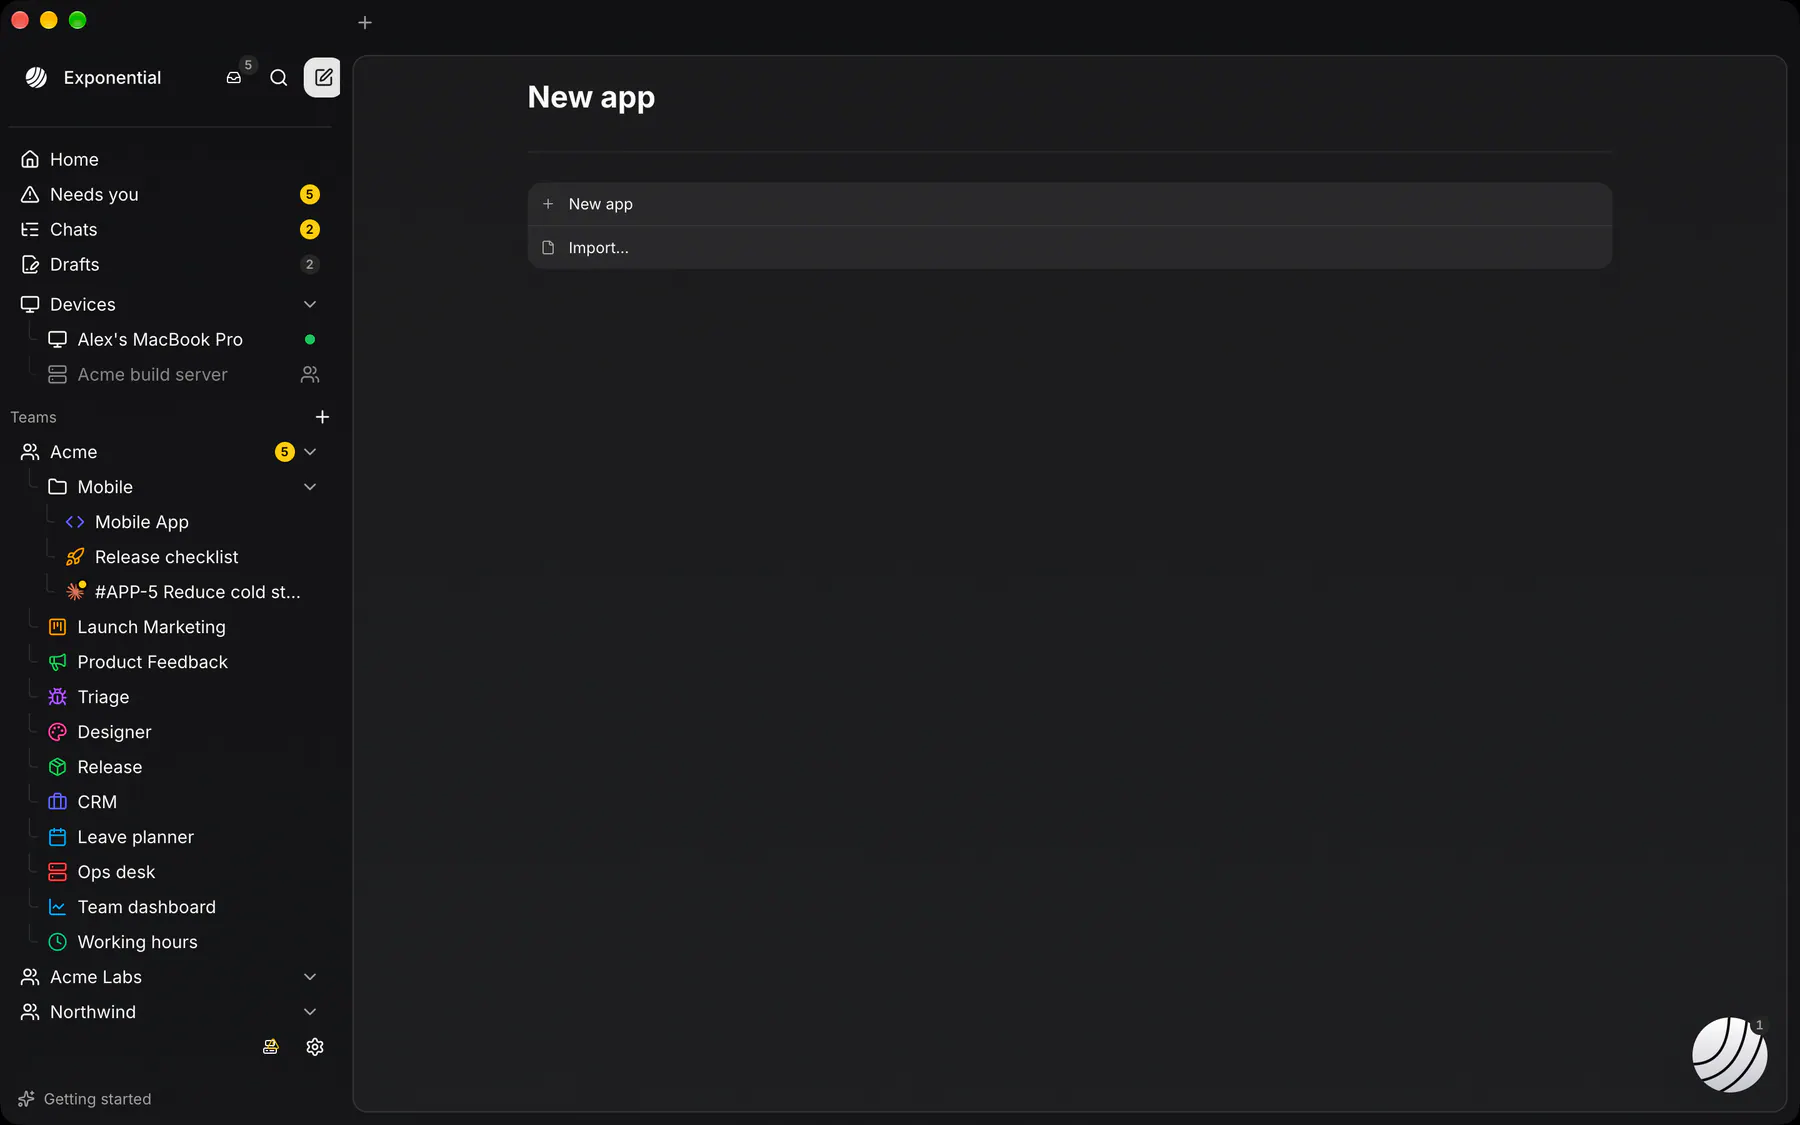 Exponential
5
Home
Needs you
5
Chats
2
Drafts
2
Devices
Alex's MacBook Pro
Acme build server
Teams
Acme
5
Mobile
Mobile App
Release checklist
#APP-5 Reduce cold st...
Launch Marketing
Product Feedback
Triage
Designer
Release
CRM
Leave planner
Ops desk
Team dashboard
Working hours
Acme Labs
Northwind
Getting started
New app
New app
Import...
1